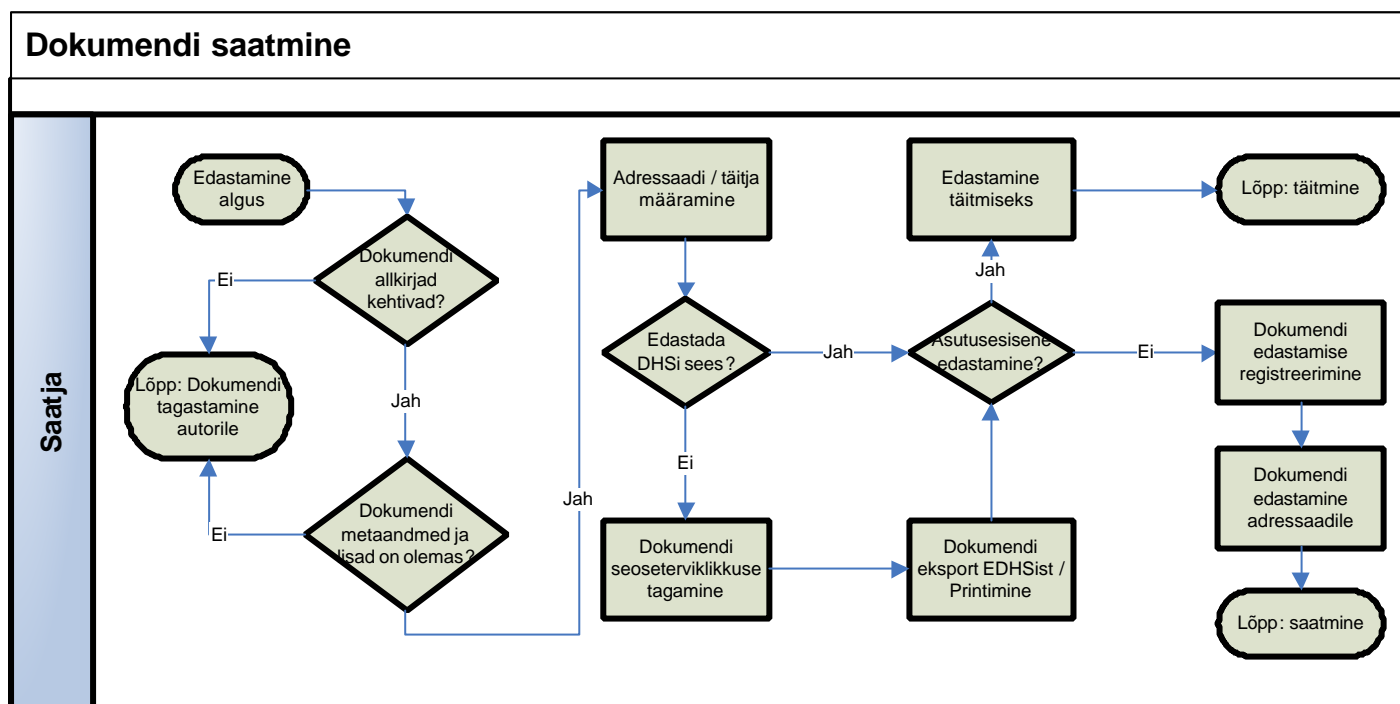 Dokumendi saatmine
Saatja
Edastamine
algus
Dokumendi
allkirjad
kehtivad?
Ei
Jah
Lõpp: Dokumendi
tagastamine
autorile
Dokumendi
metaandmed ja
lisad on olemas?
Ei
Jah
Adressaadi / täitja
määramine
Edastada
DHSi sees?
Jah
Ei
Dokumendi
seoseterviklikkuse
tagamine
Dokumendi
eksport EDHSist /
Printimine
Asutusesisene
edastamine?
Jah
Ei
Edastamine
täitmiseks
Lõpp: täitmine
Dokumendi
edastamise
registreerimine
Dokumendi
edastamine
adressaadile
Lõpp: saatmine